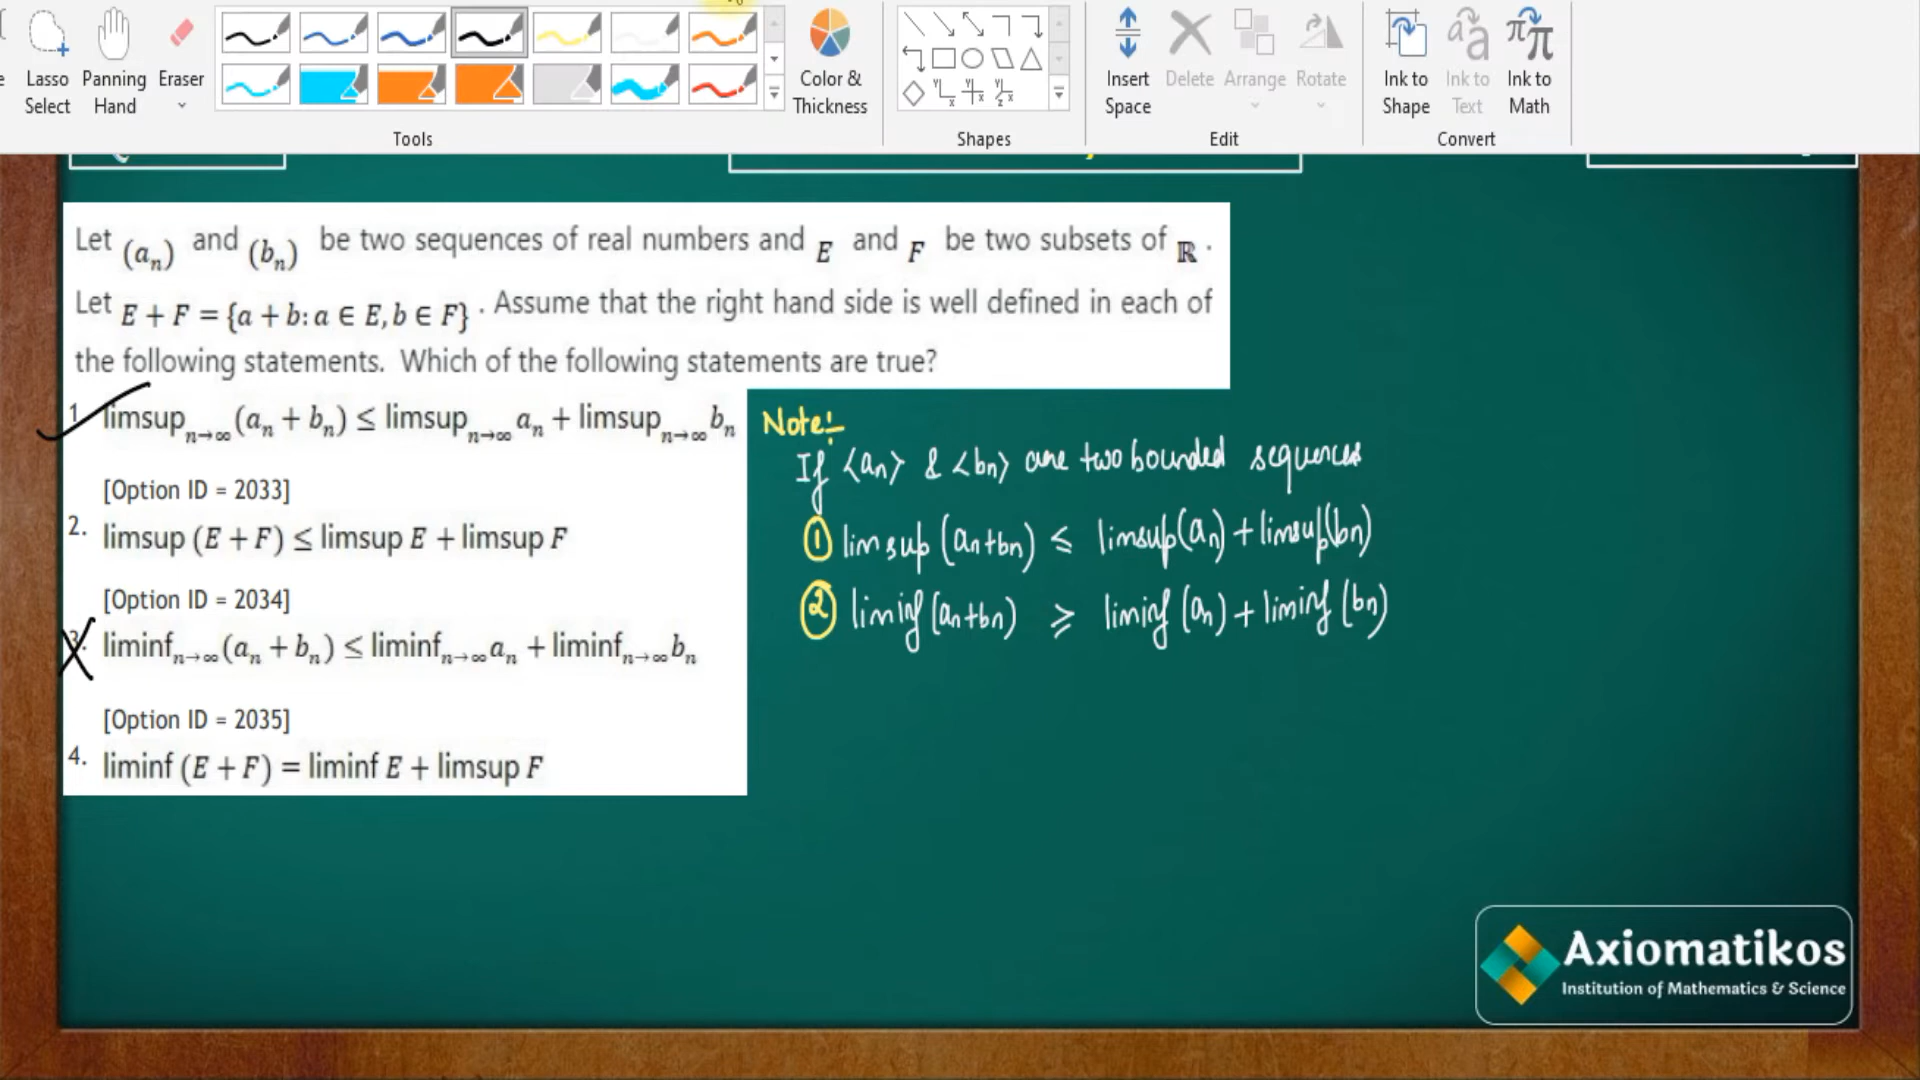 Lasso Select
Panning Hand
Eraser
Color & Thickness
Insert Space
Delete
Arrange
Rotate
Ink to Shape
Ink to Text
Ink to Math
Tools
Shapes
Edit
Convert
Let (aₙ) and (bₙ) be two sequences of real numbers and E and F be two subsets of ℝ.
Let E + F = {a + b: a ∈ E, b ∈ F}. Assume that the right hand side is well defined in each of
the following statements. Which of the following statements are true?
1. limsupₙ→∞ (aₙ + bₙ) ≤ limsupₙ→∞ aₙ + limsupₙ→∞ bₙ
[Option ID = 2033]
2. limsup (E + F) ≤ limsup E + limsup F
[Option ID = 2034]
3. liminfₙ→∞ (aₙ + bₙ) ≤ liminfₙ→∞ aₙ + liminfₙ→∞ bₙ
[Option ID = 2035]
4. liminf (E + F) = liminf E + limsup F
Note:-
If <an> & <bn> are two bounded sequences
① limsup (an+bn) ≤ limsup(an) + limsup(bn)
② liminf (an+bn) ≥ liminf (an) + liminf (bn)
Axiomatikos
Institution of Mathematics & Science